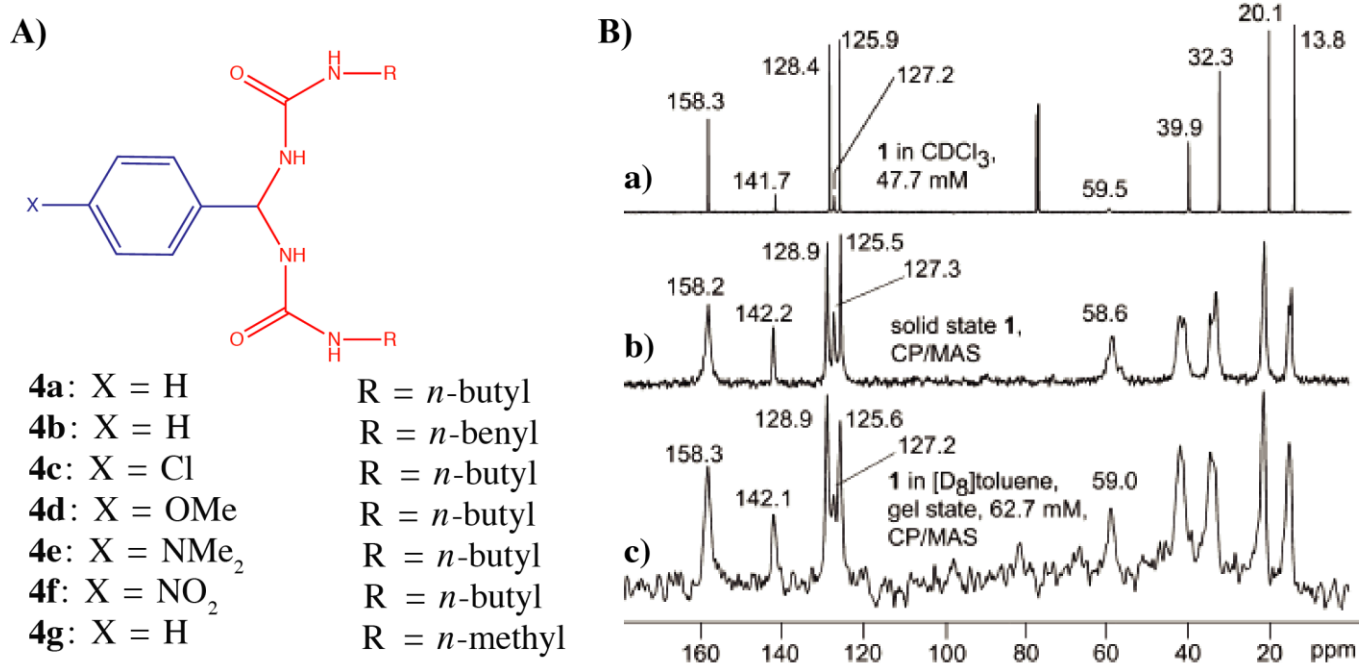 A)
H
N
R
O
NH
X
NH
O
N
H
R
4a: X = H R = n-butyl
4b: X = H R = n-benyl
4c: X = Cl R = n-butyl
4d: X = OMe R = n-butyl
4e: X = NMe2 R = n-butyl
4f: X = NO2 R = n-butyl
4g: X = H R = n-methyl
B)
a)
158.3
141.7
128.4
125.9
127.2
1 in CDCl3,
47.7 mM
59.5
39.9
32.3
20.1
13.8
b)
158.2
142.2
128.9
125.5
127.3
solid state 1,
CP/MAS
58.6
c)
158.3
142.1
128.9
125.6
127.2
1 in [D8]toluene,
gel state, 62.7 mM,
CP/MAS
59.0
160 140 120 100 80 60 40 20 ppm